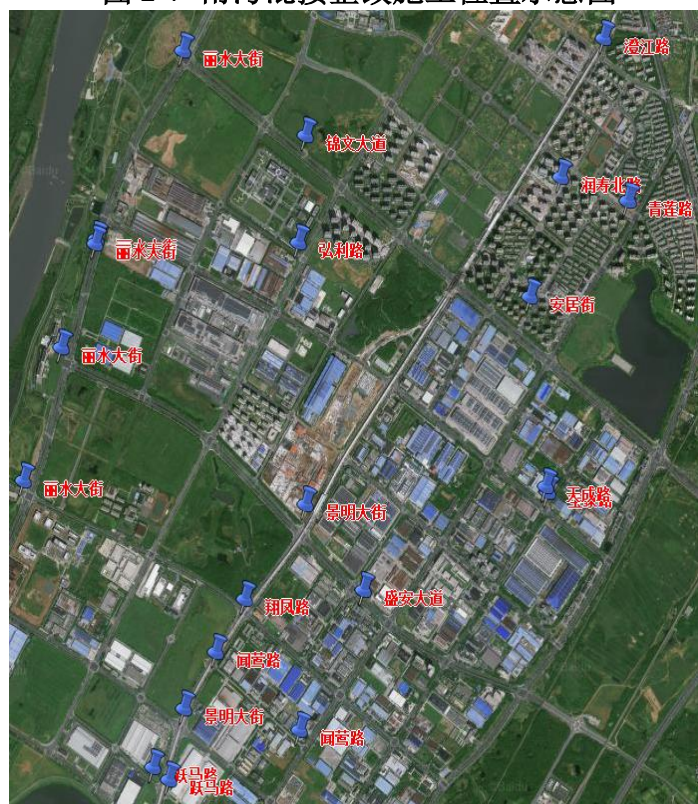 澄江路
丽水大街
锦文大道
润寿北路
青莲路
丽水大街
弘利路
安居街
丽水大街
丽水大街
天成路
景明大街
盛安大道
翔凤路
闻莺路
景明大街
闻莺路
跃马路
跃马路